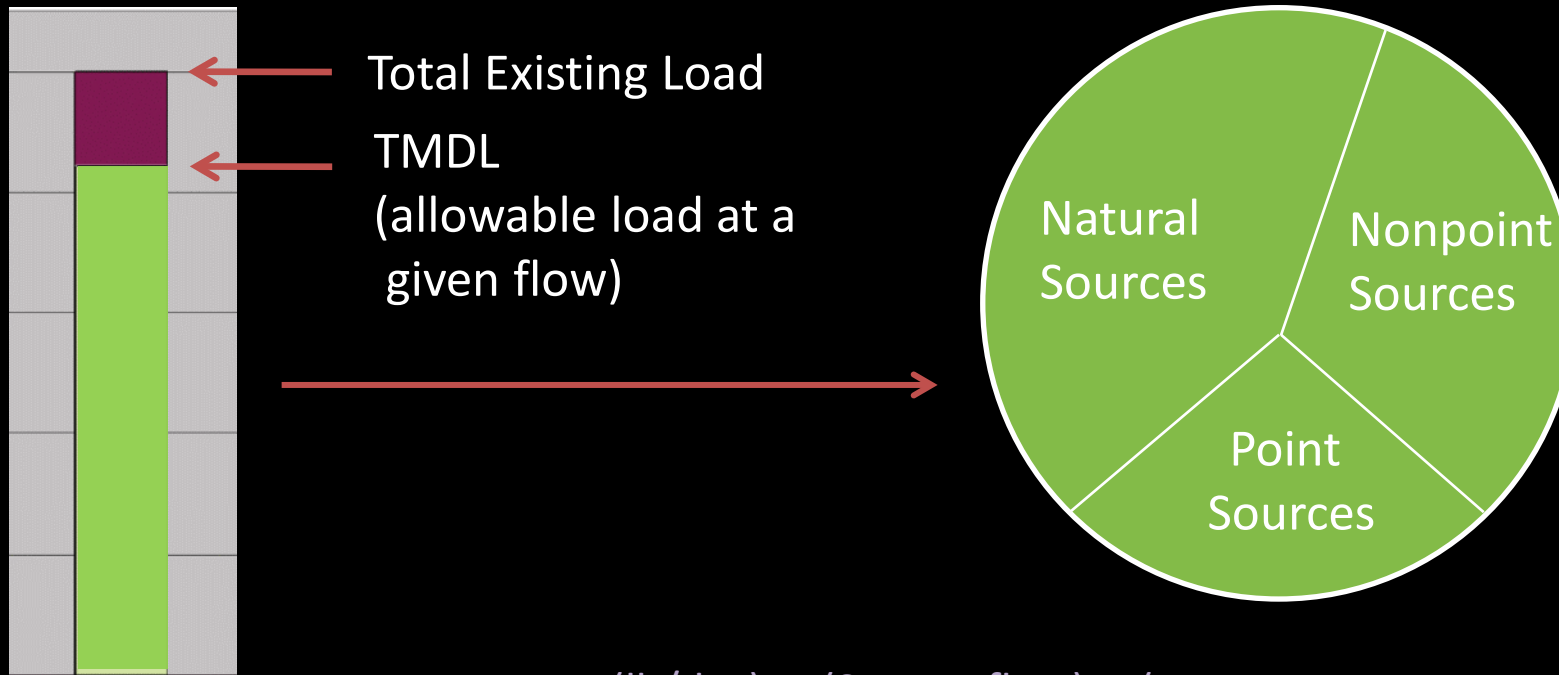 Total Existing Load
TMDL
(allowable load at a
given flow)
Natural
Sources
Nonpoint
Sources
Point
Sources